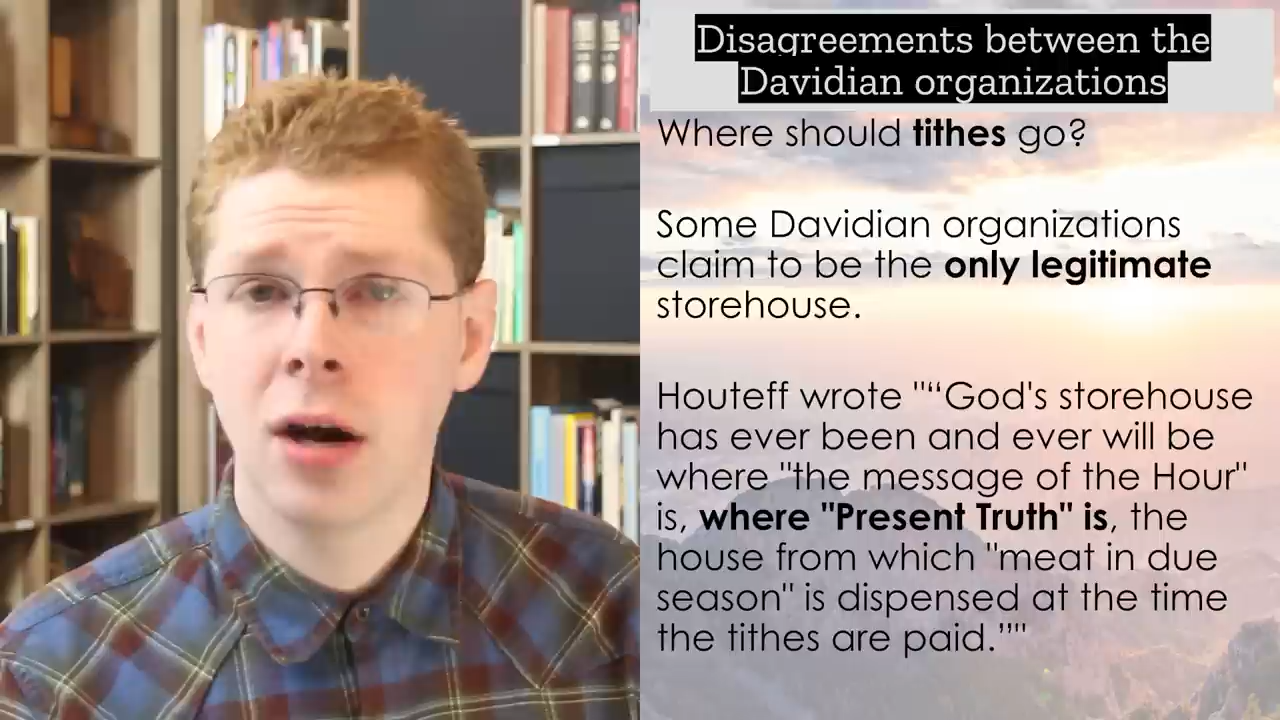 Disagreements between the
Davidian organizations
Where should tithes go?
Some Davidian organizations
claim to be the only legitimate
storehouse.
Houteff wrote "“God's storehouse
has ever been and ever will be
where "the message of the Hour"
is, where "Present Truth" is, the
house from which "meat in due
season" is dispensed at the time
the tithes are paid.”"